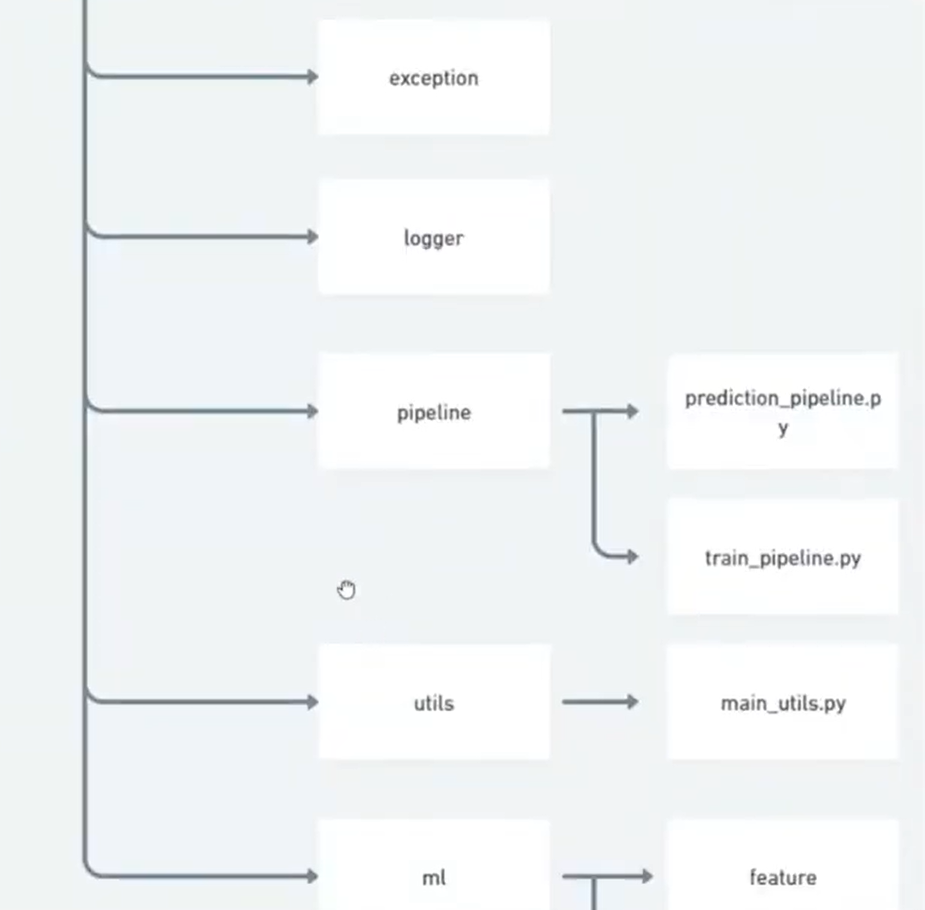 exception
logger
pipeline
prediction_pipeline.p
y
train_pipeline.py
utils
main_utils.py
ml
feature